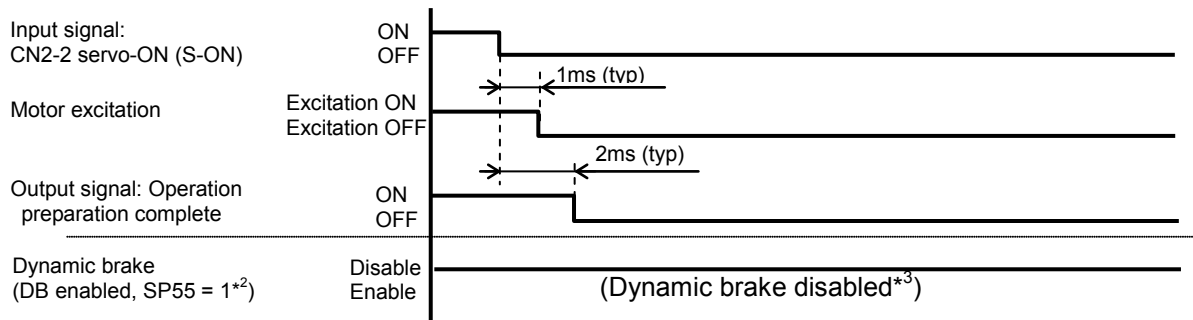 Input signal:
CN2-2 servo-ON (S-ON)
ON
OFF
1ms (typ)
Motor excitation
Excitation ON
Excitation OFF
2ms (typ)
Output signal: Operation
preparation complete
ON
OFF
Dynamic brake
(DB enabled, SP55 = 1*2)
Disable
Enable
(Dynamic brake disabled*3)